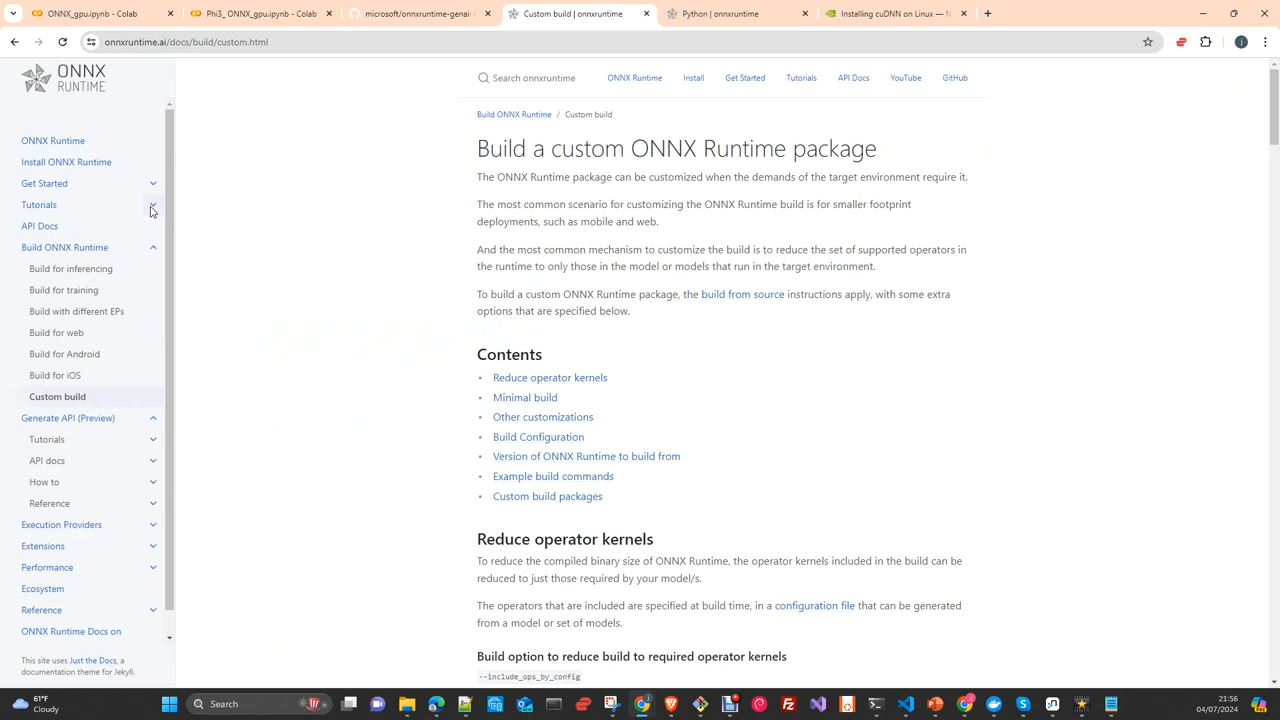 ONNX_gpu.ipynb - Colab
Phi3_ ONNX_gpu.ipynb - Colab
microsoft/onnxruntime-genai: G
Custom build | onnxruntime
Python | onnxruntime
Installing cuDNN on Linux — N
onnxruntime.ai/docs/build/custom.html
ONNX
RUNTIME
Search onnxruntime
ONNX Runtime
Install
Get Started
Tutorials
API Docs
YouTube
GitHub
ONNX Runtime
Install ONNX Runtime
Get Started
Tutorials
API Docs
Build ONNX Runtime
Build for inferencing
Build for training
Build with different EPs
Build for web
Build for Android
Build for iOS
Custom build
Generate API (Preview)
Tutorials
API docs
How to
Reference
Execution Providers
Extensions
Performance
Ecosystem
Reference
ONNX Runtime Docs on
This site uses Just the Docs, a
documentation theme for Jekyll.
Build ONNX Runtime / Custom build
Build a custom ONNX Runtime package
The ONNX Runtime package can be customized when the demands of the target environment require it.
The most common scenario for customizing the ONNX Runtime build is for smaller footprint
deployments, such as mobile and web.
And the most common mechanism to customize the build is to reduce the set of supported operators in
the runtime to only those in the model or models that run in the target environment.
To build a custom ONNX Runtime package, the build from source instructions apply, with some extra
options that are specified below.
Contents
• Reduce operator kernels
• Minimal build
• Other customizations
• Build Configuration
• Version of ONNX Runtime to build from
• Example build commands
• Custom build packages
Reduce operator kernels
To reduce the compiled binary size of ONNX Runtime, the operator kernels included in the build can be
reduced to just those required by your model/s.
The operators that are included are specified at build time, in a configuration file that can be generated
from a model or set of models.
Build option to reduce build to required operator kernels
--include_ops_by_config
61°F
Cloudy
Search
21:56
04/07/2024